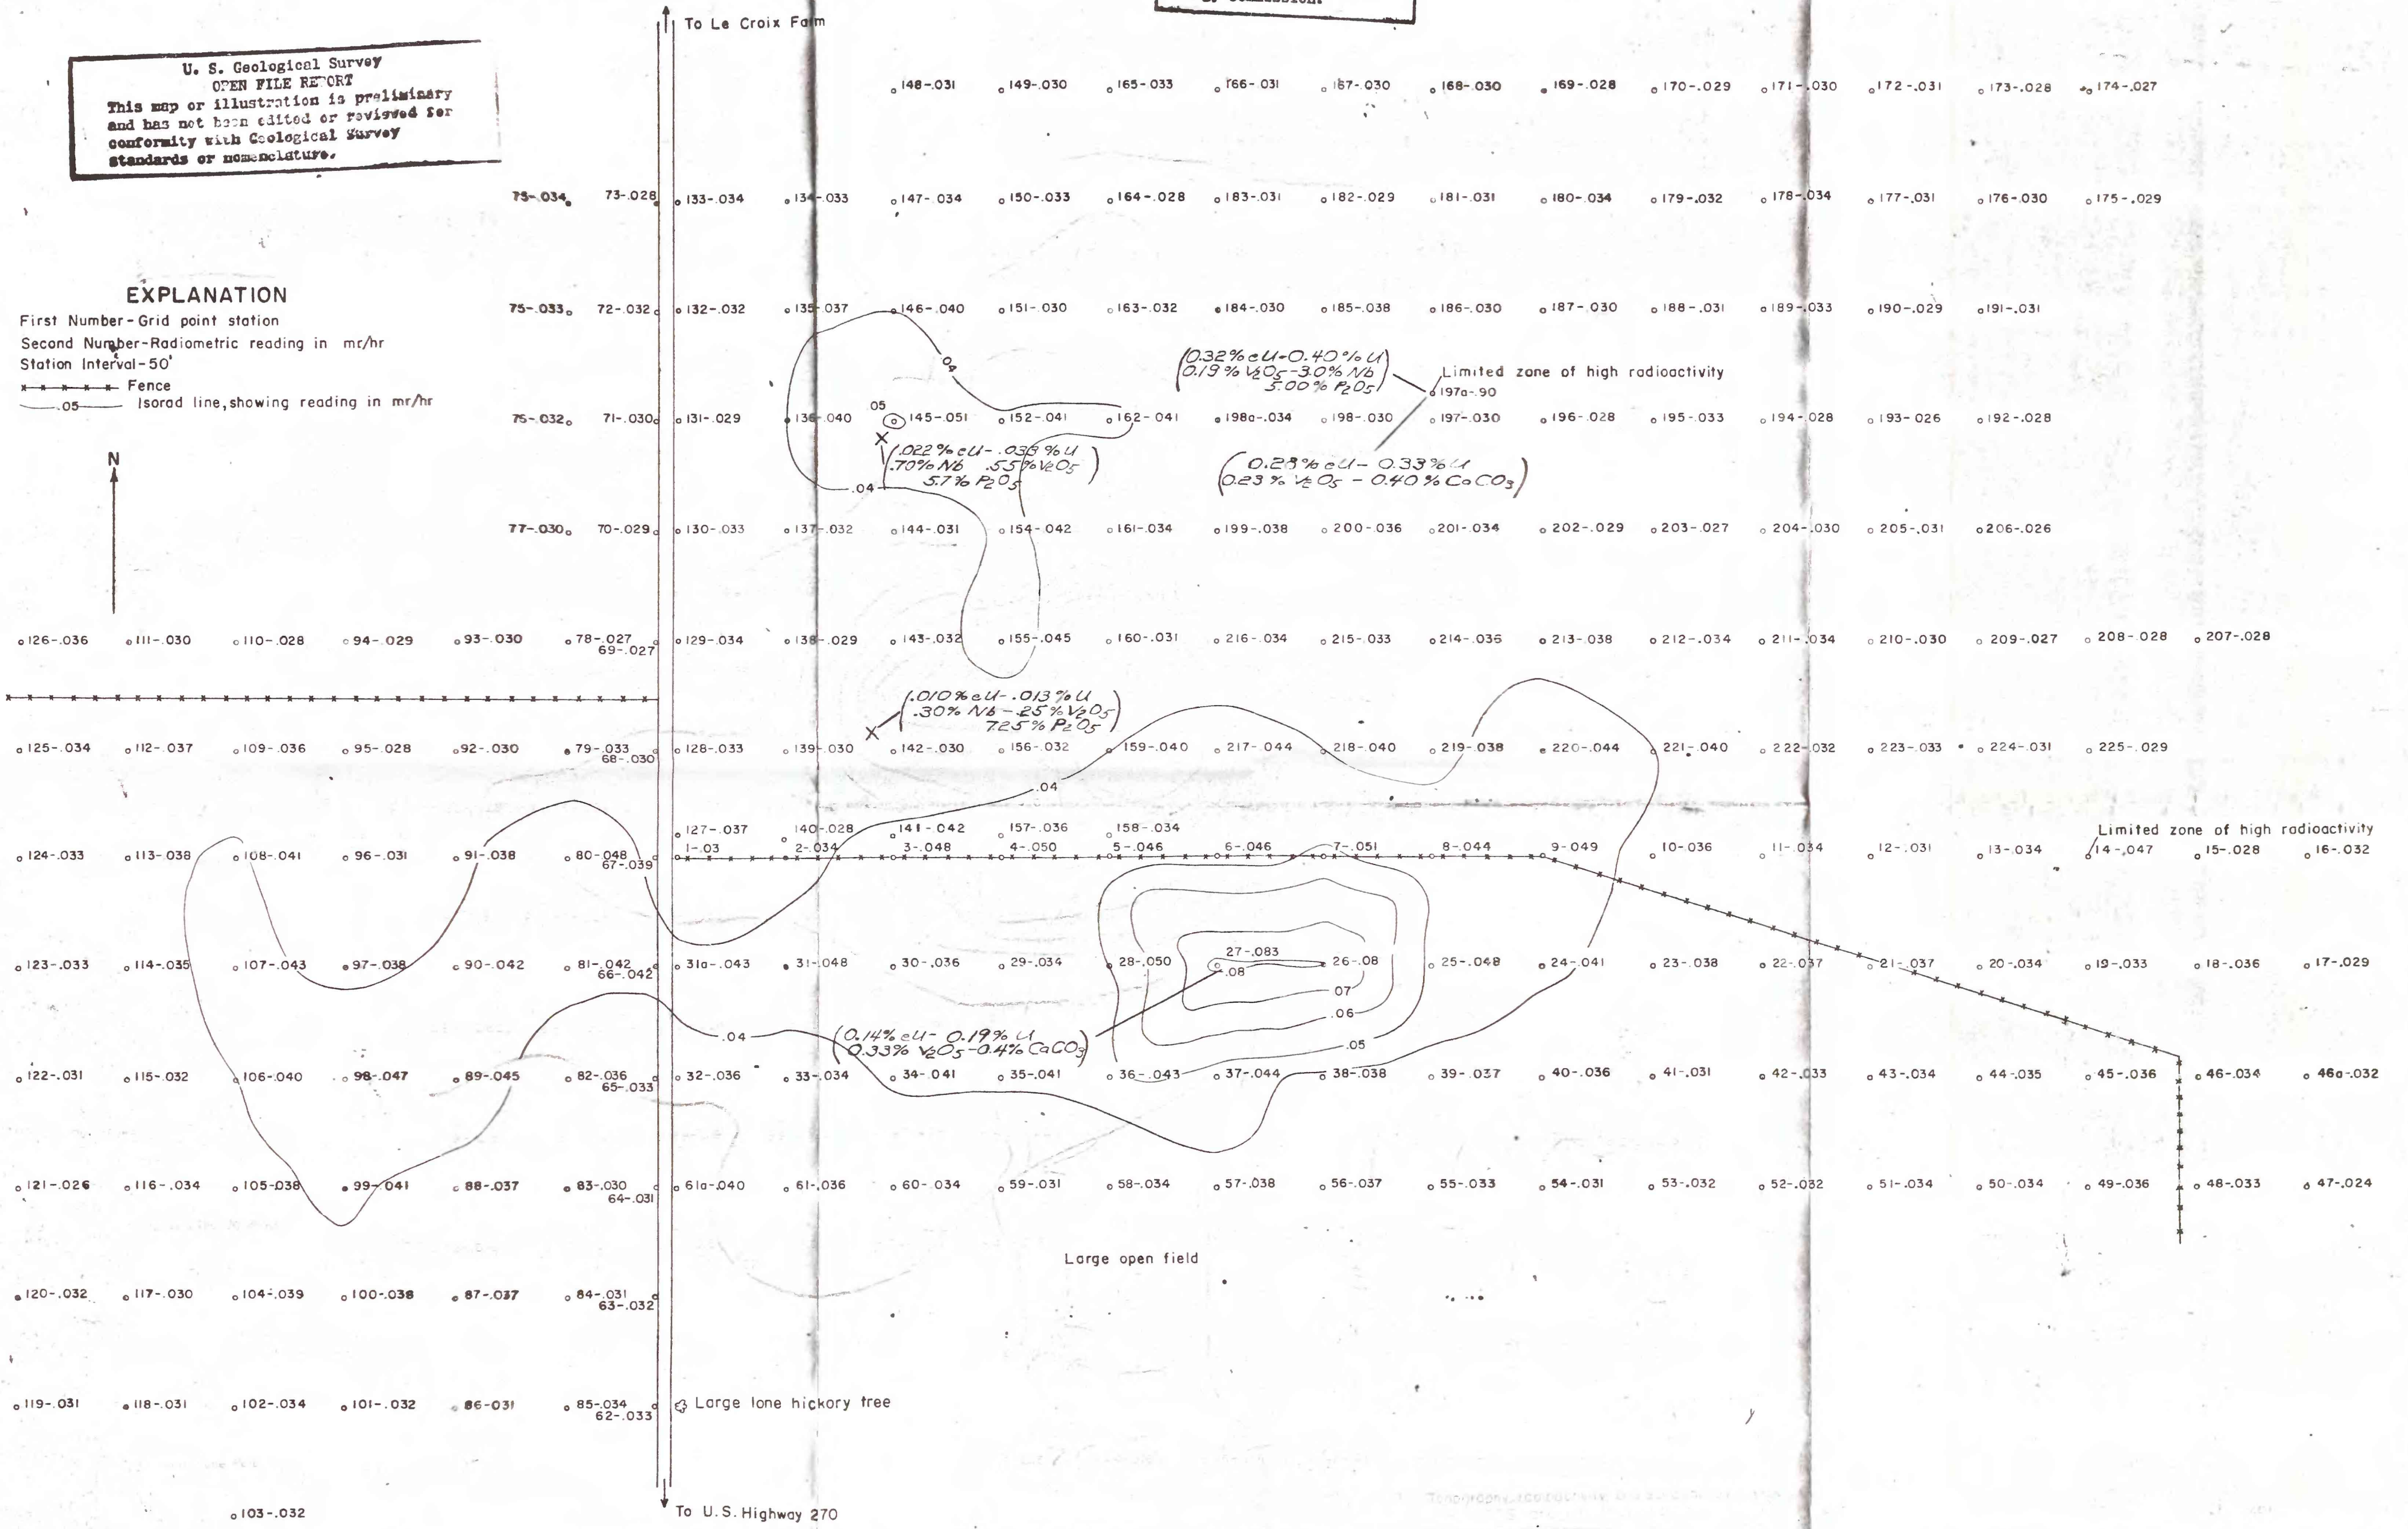 To Le Croix Farm
U. S. Geological Survey
OPEN FILE REPORT
This map or illustration is preliminary
and has not been edited or reviewed for
conformity with Geological Survey
standards or nomenclature.
148-.031 149-.030 165-.033 166-.031 167-.030 168-.030 169-.028 170-.029 171-.030 172-.031 173-.028 174-.027
75-.034 73-.028 133-.034 134-.033 147-.034 150-.033 164-.028 183-.031 182-.029 181-.031 180-.034 179-.032 178-.034 177-.031 176-.030 175-.029
EXPLANATION
First Number-Grid point station
Second Number-Radiometric reading in mr/hr
Station Interval-50'
Fence
.05 Isorad line, showing reading in mr/hr
N
75-.033 72-.032 132-.032 135-.037 146-.040 151-.030 163-.032 184-.030 185-.038 186-.030 187-.030 188-.031 189-.033 190-.029 191-.031
.04
(0.32% eU-0.40% U)
0.19% V2O5-3.0% Nb
5.00% P2O5)
Limited zone of high radioactivity
197a-.90
76-.032 71-.030 131-.029 136-.040 .05 145-.051 152-.041 162-.041 198a-.034 198-.030 197-.030 196-.028 195-.033 194-.028 193-.026 192-.028
(.022% eU-.033% U
.70% Nb .55% V2O5
5.7% P2O5)
.04
(0.28% eU-0.33% U
0.23% V2O5-0.40% CaCO3)
77-.030 70-.029 130-.033 137-.032 144-.031 154-.042 161-.034 199-.038 200-.036 201-.034 202-.029 203-.027 204-.030 205-.031 206-.026
126-.036 111-.030 110-.028 94-.029 93-.030 78-.027 129-.034 138-.029 143-.032 155-.045 160-.031 216-.034 215-.033 214-.036 213-.038 212-.034 211-.034 210-.030 209-.027 208-.028 207-.028
69-.027
(.010% eU-.013% U
.30% Nb-.25% V2O5
7.25% P2O5)
125-.034 112-.037 109-.036 95-.028 92-.030 79-.033 128-.033 139-.030 142-.030 156-.032 159-.040 217-.044 218-.040 219-.038 220-.044 221-.040 222-.032 223-.033 224-.031 225-.029
68-.030
.04
127-.037 140-.028 141-.042 157-.036 158-.034
Limited zone of high radioactivity
124-.033 113-.038 108-.041 96-.031 91-.038 80-.048 1-.03 2-.034 3-.048 4-.050 5-.046 6-.046 7-.051 8-.044 9-.049 10-.036 11-.034 12-.031 13-.034 14-.047 15-.028 16-.032
67-.039
27-.083
123-.033 114-.035 107-.043 97-.038 90-.042 81-.042 31a-.043 31-.048 30-.036 29-.034 28-.050 26-.08 25-.048 24-.041 23-.038 22-.037 21-.037 20-.034 19-.033 18-.036 17-.029
66-.042
.08
.07
.06
.04
(0.14% eU-0.19% U
0.33% V2O5-0.4% CaCO3)
.05
122-.031 115-.032 106-.040 98-.047 89-.045 82-.036 32-.036 33-.034 34-.041 35-.041 36-.043 37-.044 38-.038 39-.037 40-.036 41-.031 42-.033 43-.034 44-.035 45-.036 46-.034 46a-.032
65-.033
121-.026 116-.034 105-.038 99-.041 88-.037 83-.030 61a-.040 61-.036 60-.034 59-.031 58-.034 57-.038 56-.037 55-.033 54-.031 53-.032 52-.032 51-.034 50-.034 49-.036 48-.033 47-.024
64-.031
Large open field
120-.032 117-.030 104-.039 100-.038 87-.037 84-.031
63-.032
119-.031 118-.031 102-.034 101-.032 86-.031 85-.034
62-.033
Large lone hickory tree
103-.032
To U.S. Highway 270